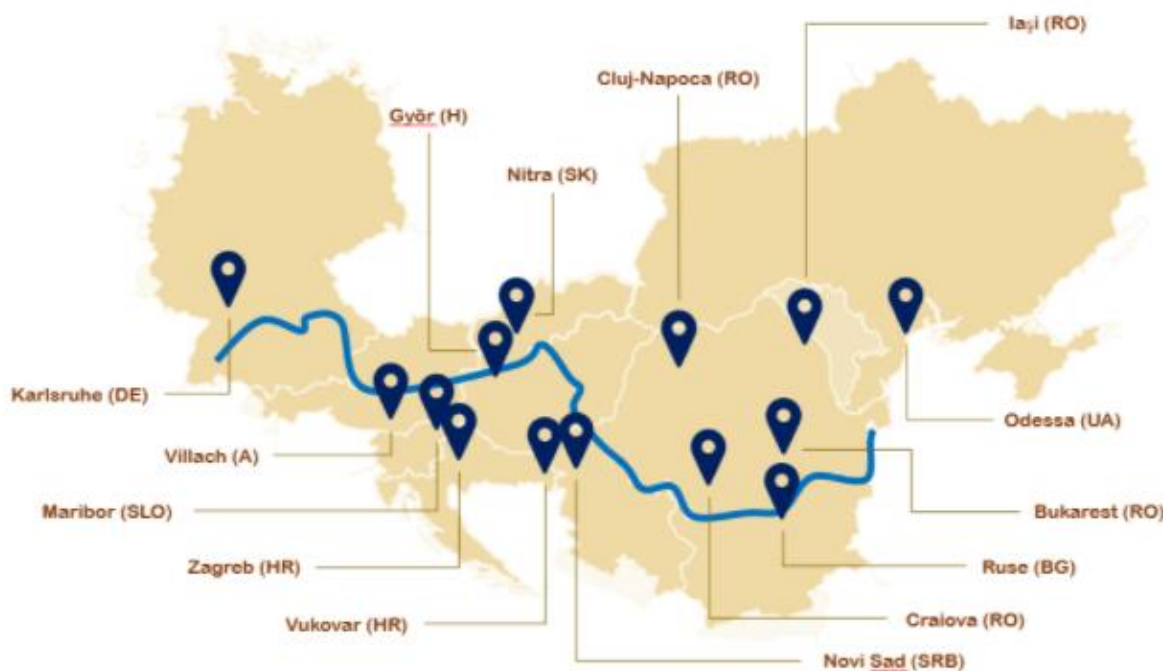 Iași (RO)
Cluj-Napoca (RO)
Győr (H)
Nitra (SK)
Karlsruhe (DE)
Odessa (UA)
Villach (A)
Maribor (SLO)
Bukarest (RO)
Zagreb (HR)
Ruse (BG)
Vukovar (HR)
Craiova (RO)
Novi Sad (SRB)